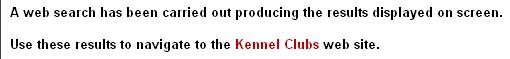 A web search has been carried out producing the results displayed on screen.
Use these results to navigate to the Kennel Clubs web site.